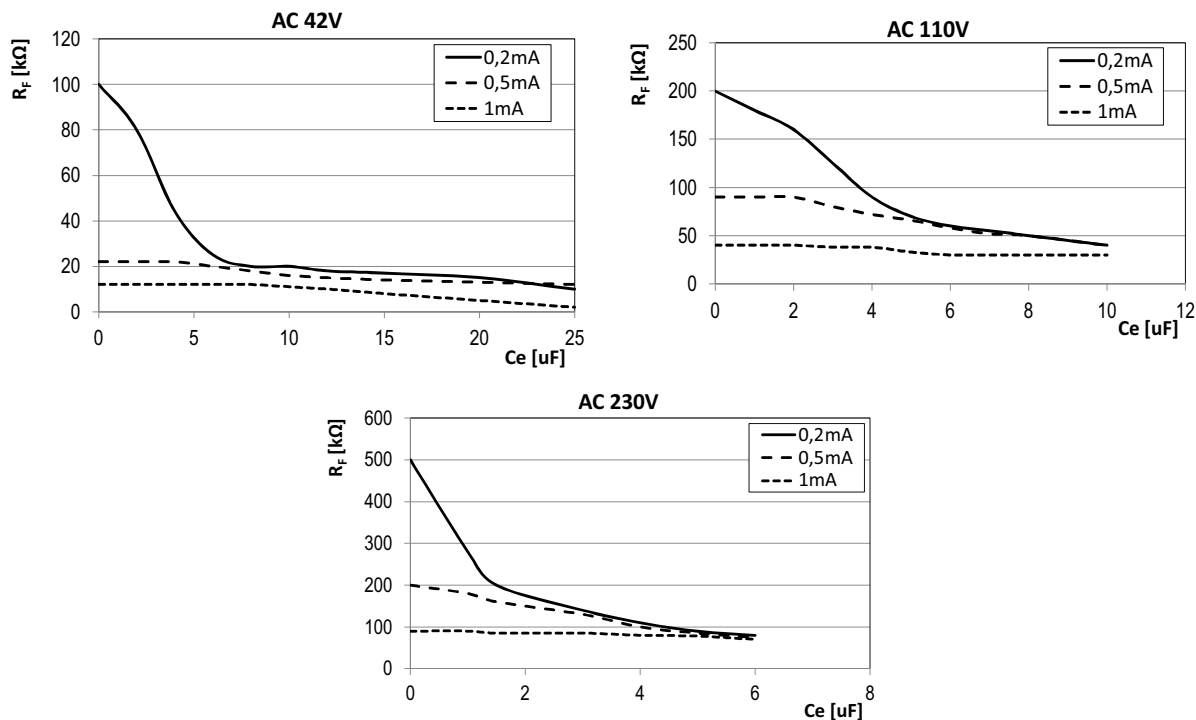 AC 42V
R_F [kΩ]
120
100
80
60
40
20
0
0 5 10 15 20 25
Ce [uF]
0,2mA
0,5mA
1mA
AC 110V
R_F [kΩ]
250
200
150
100
50
0
0 2 4 6 8 10 12
Ce [uF]
0,2mA
0,5mA
1mA
AC 230V
R_F [kΩ]
600
500
400
300
200
100
0
0 2 4 6 8
Ce [uF]
0,2mA
0,5mA
1mA